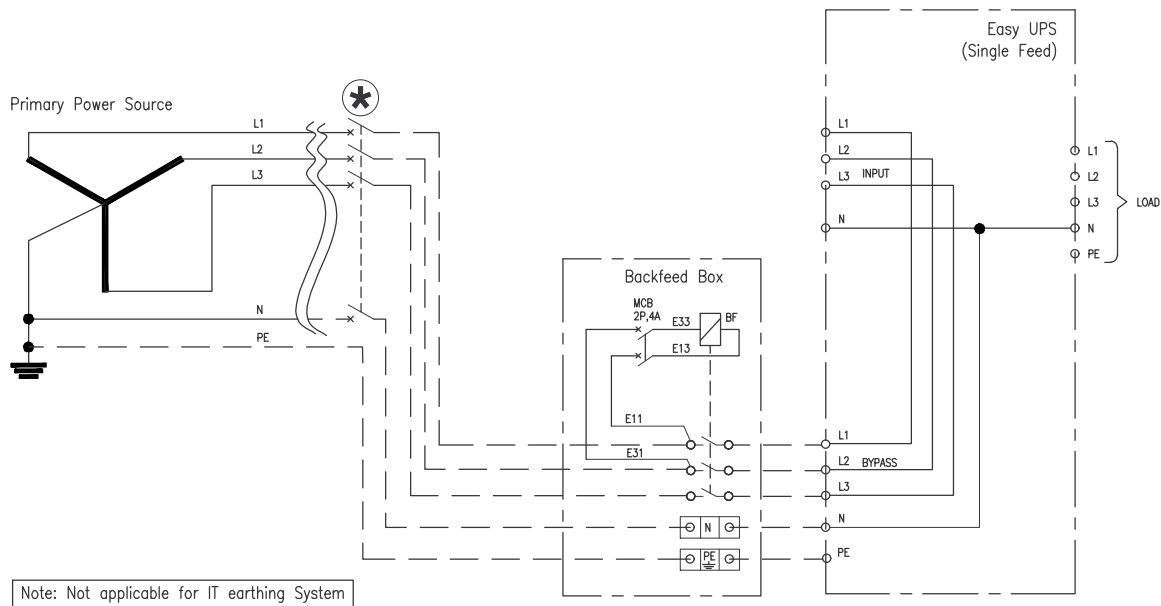 Easy UPS
(Single Feed)
Primary Power Source
*
L1
L2
L3
N
PE
L1
L2
L3 INPUT
N
L1
L2
L3
N
PE
LOAD
Backfeed Box
MCB
2P,4A
E33
BF
E13
E11
E31
N
PE
L1
L2 BYPASS
L3
N
PE
Note: Not applicable for IT earthing System